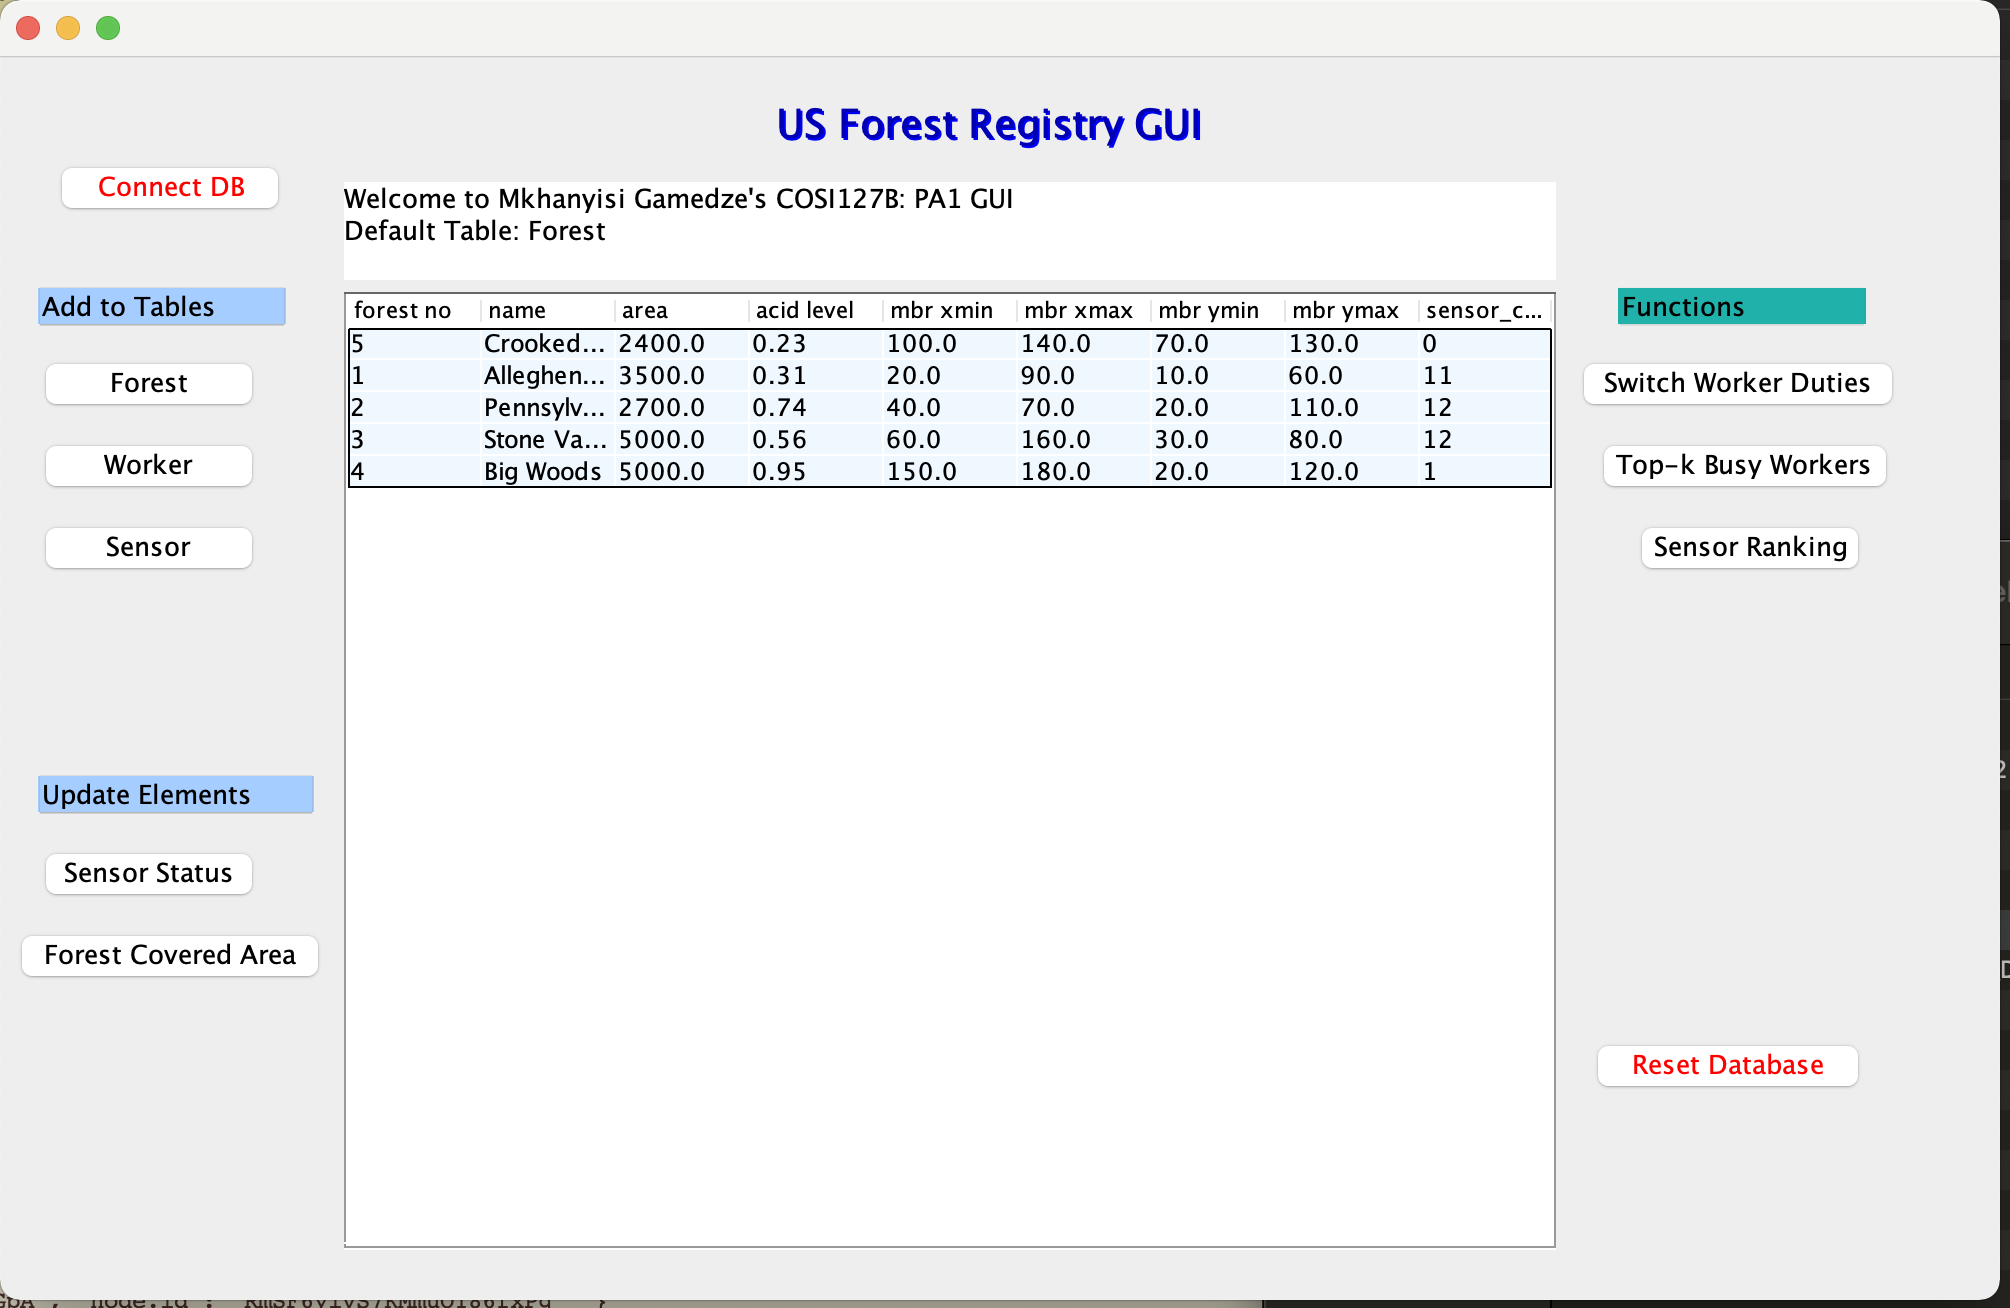 US Forest Registry GUI
Connect DB
Welcome to Mkhanyisi Gamedze's COSI127B: PA1 GUI
Default Table: Forest
Add to Tables
Forest
Worker
Sensor
Update Elements
Sensor Status
Forest Covered Area
forest no name area acid level mbr xmin mbr xmax mbr ymin mbr ymax sensor_c...
5 Crooked... 2400.0 0.23 100.0 140.0 70.0 130.0 0
1 Alleghen... 3500.0 0.31 20.0 90.0 10.0 60.0 11
2 Pennsylv... 2700.0 0.74 40.0 70.0 20.0 110.0 12
3 Stone Va... 5000.0 0.56 60.0 160.0 30.0 80.0 12
4 Big Woods 5000.0 0.95 150.0 180.0 20.0 120.0 1
Functions
Switch Worker Duties
Top-k Busy Workers
Sensor Ranking
Reset Database